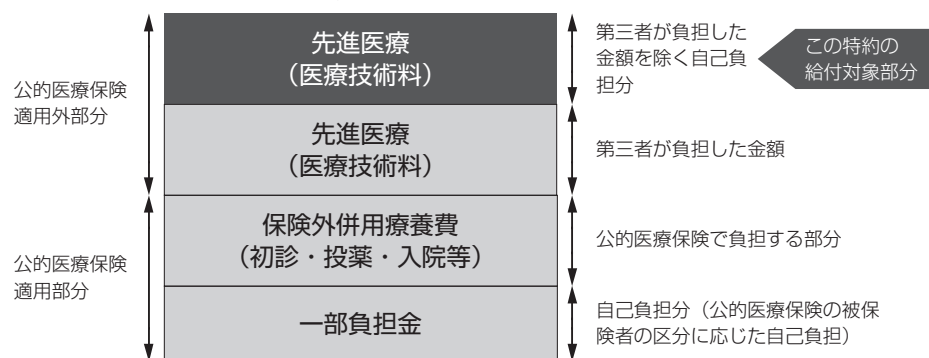 公的医療保険
適用外部分
先進医療
（医療技術料）
第三者が負担した
金額を除く自己負
担分
この特約の
給付対象部分
先進医療
（医療技術料）
第三者が負担した金額
公的医療保険
適用部分
保険外併用療養費
（初診・投薬・入院等）
公的医療保険で負担する部分
一部負担金
自己負担分（公的医療保険の被保
険者の区分に応じた自己負担）